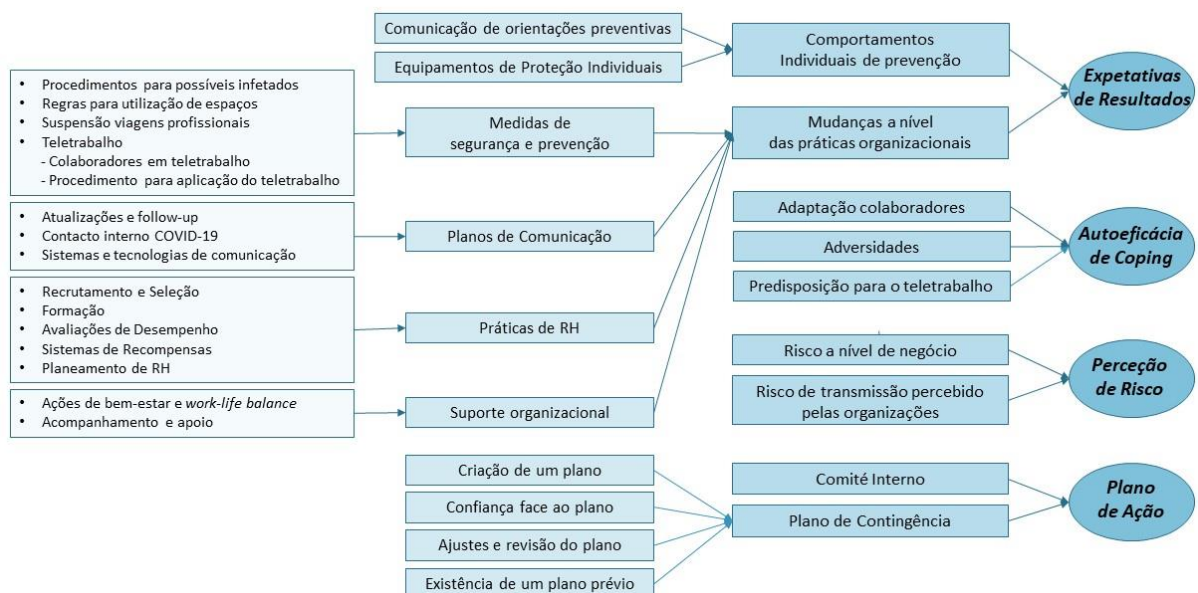 Comunicação de orientações preventivas
Equipamentos de Proteção Individuais
Comportamentos
Individuais de prevenção
Expetativas
de Resultados
• Procedimentos para possíveis infetados
• Regras para utilização de espaços
• Suspensão viagens profissionais
• Teletrabalho
- Colaboradores em teletrabalho
- Procedimento para aplicação do teletrabalho
Medidas de
segurança e prevenção
Mudanças a nível
das práticas organizacionais
• Atualizações e follow-up
• Contacto interno COVID-19
• Sistemas e tecnologias de comunicação
Planos de Comunicação
Adaptação colaboradores
Adversidades
Predisposição para o teletrabalho
Autoeficácia
de Coping
• Recrutamento e Seleção
• Formação
• Avaliações de Desempenho
• Sistemas de Recompensas
• Planeamento de RH
Práticas de RH
Risco a nível de negócio
Risco de transmissão percebido
pelas organizações
Perceção
de Risco
• Ações de bem-estar e work-life balance
• Acompanhamento e apoio
Suporte organizacional
Criação de um plano
Confiança face ao plano
Ajustes e revisão do plano
Existência de um plano prévio
Comité Interno
Plano de Contingência
Plano
de Ação